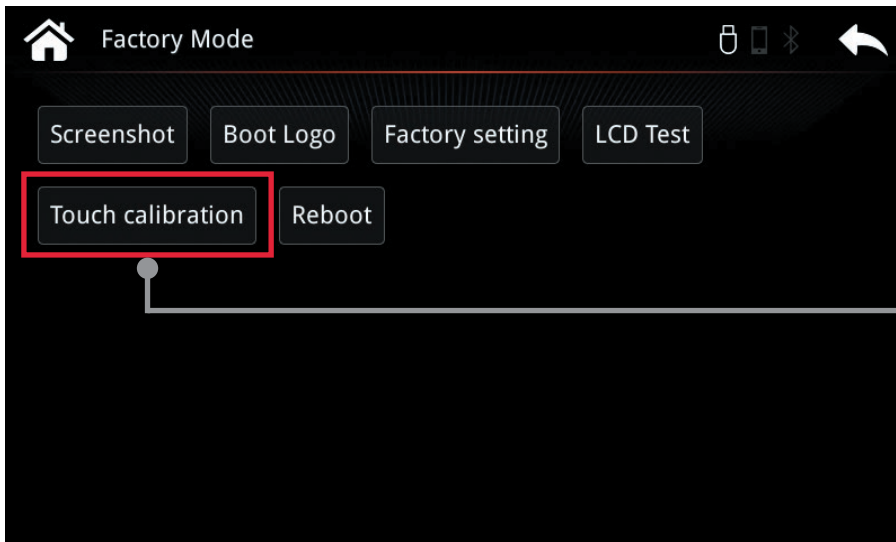 Factory Mode
Screenshot Boot Logo Factory setting LCD Test
Touch calibration Reboot